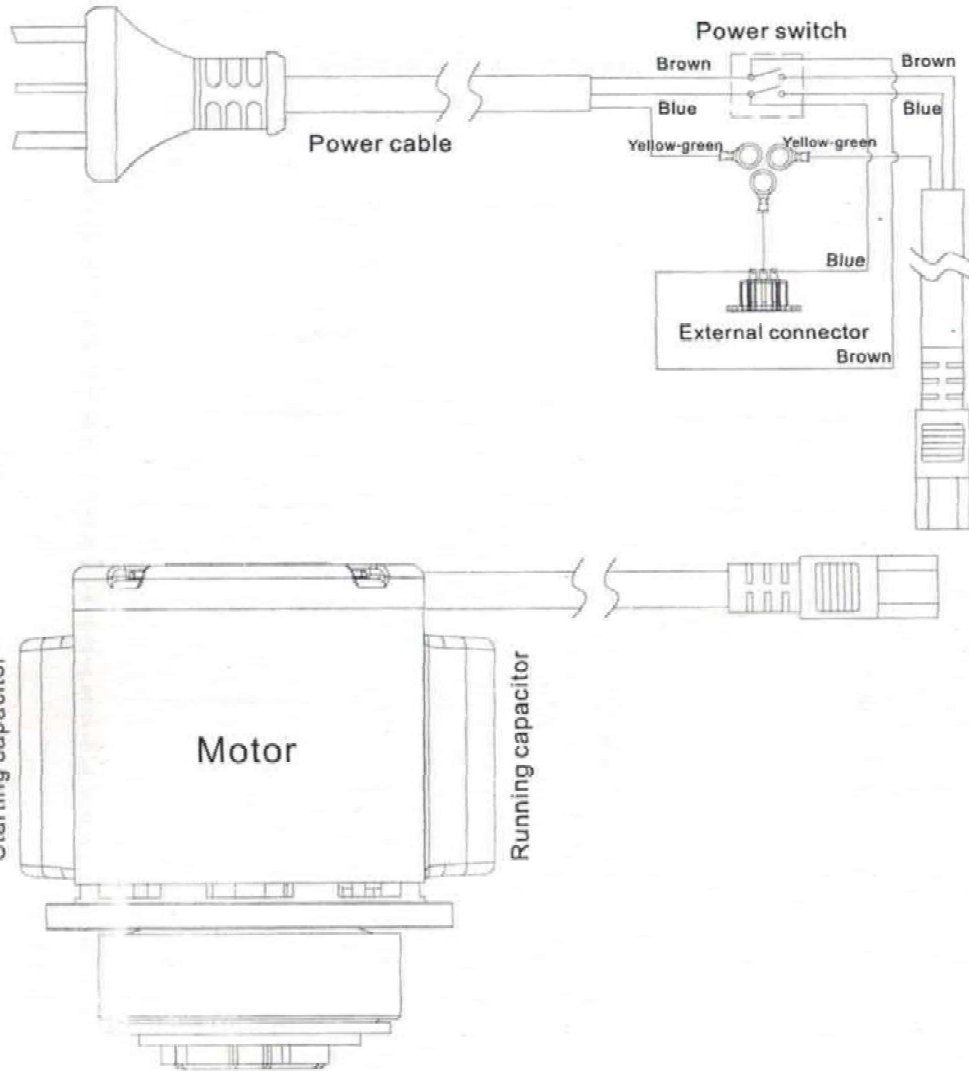 Power switch
Brown
Brown
Blue
Blue
Power cable
Yellow-green
Yellow-green
Blue
External connector
Brown
Motor
Running capacitor
capacitor